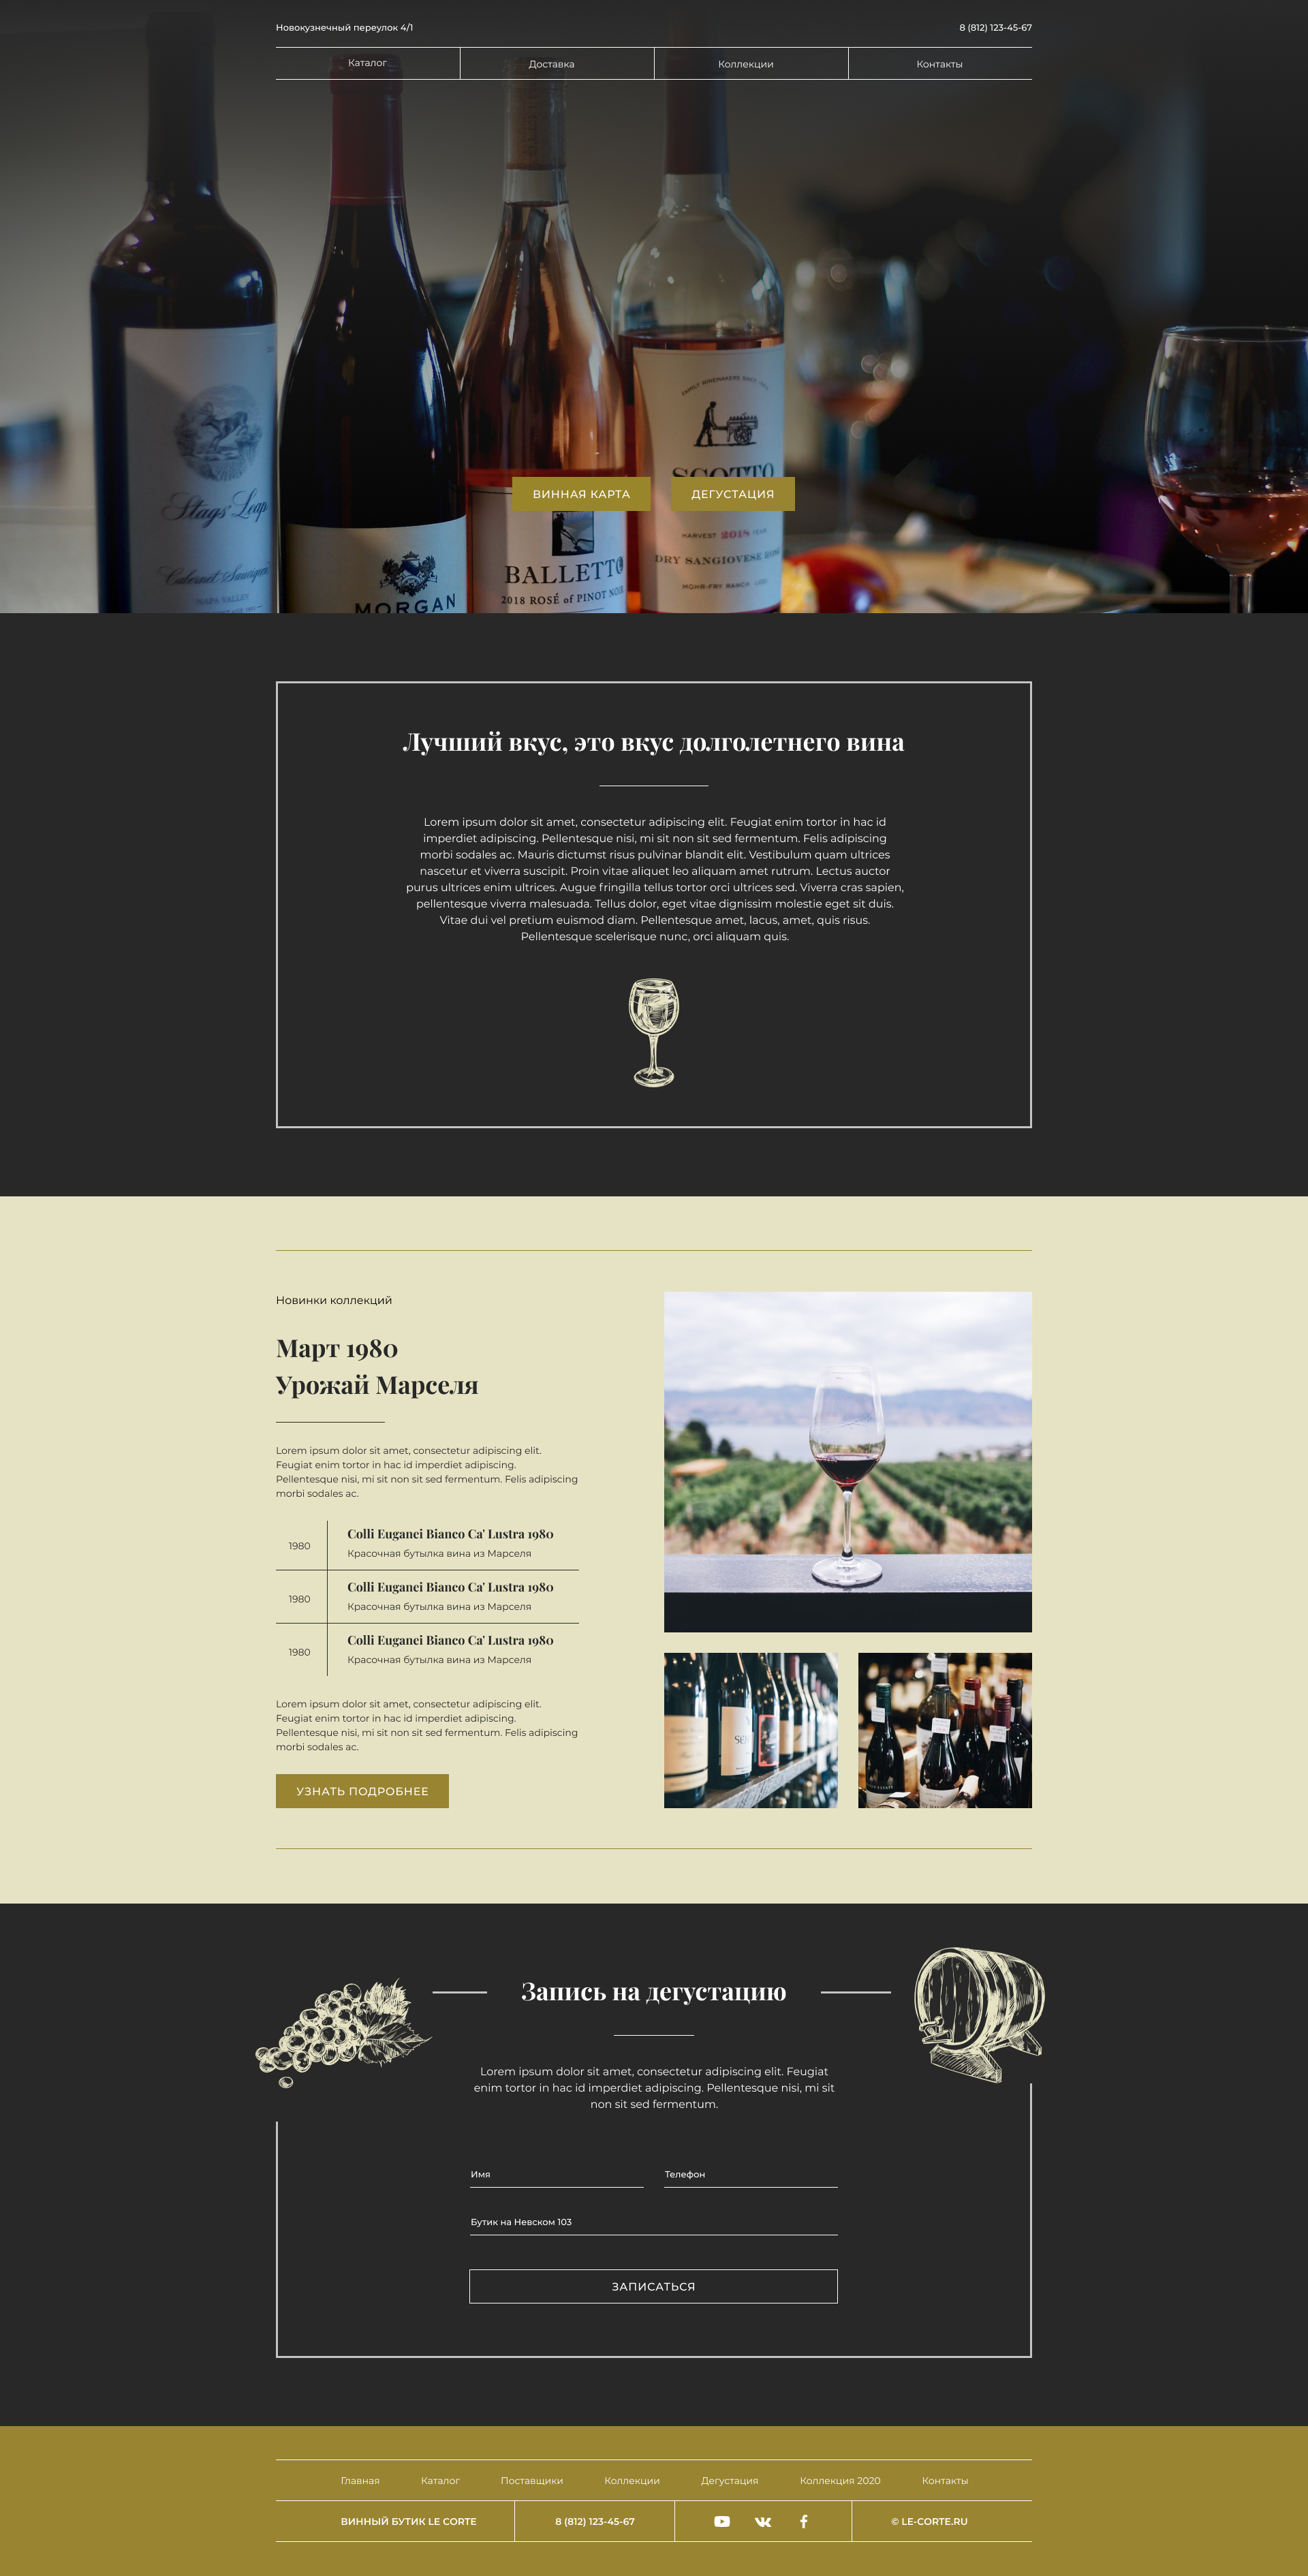 Новокузнечный переулок 4/1
8 (812) 123-45-67
Каталог
Доставка
Коллекции
Контакты
FAMILY WINEMAKERS
SCOTTO
Stags' Leap
ВИННАЯ КАРТА
ДЕГУСТАЦИЯ
HARVEST 2018 YEAR
DRY SANGIOVESE ROSÉ
MOHR-FRY RANCH
Cabernet Sauvignon
NAPA VALLEY
BALLETTO
2018 ROSÉ of PINOT NOIR
MORGAN
Лучший вкус, это вкус долголетнего вина
Lorem ipsum dolor sit amet, consectetur adipiscing elit. Feugiat enim tortor in hac id
imperdiet adipiscing. Pellentesque nisi, mi sit non sit sed fermentum. Felis adipiscing
morbi sodales ac. Mauris dictumst risus pulvinar blandit elit. Vestibulum quam ultrices
nascetur et viverra suscipit. Proin vitae aliquet leo aliquam amet rutrum. Lectus auctor
purus ultrices enim ultrices. Augue fringilla tellus tortor orci ultrices sed. Viverra cras sapien,
pellentesque viverra malesuada. Tellus dolor, eget vitae dignissim molestie eget sit duis.
Vitae dui vel pretium euismod diam. Pellentesque amet, lacus, amet, quis risus.
Pellentesque scelerisque nunc, orci aliquam quis.
Новинки коллекций
Март 1980
Урожай Марселя
Lorem ipsum dolor sit amet, consectetur adipiscing elit.
Feugiat enim tortor in hac id imperdiet adipiscing.
Pellentesque nisi, mi sit non sit sed fermentum. Felis adipiscing
morbi sodales ac.
1980
Colli Euganei Bianco Ca' Lustra 1980
Красочная бутылка вина из Марселя
1980
Colli Euganei Bianco Ca' Lustra 1980
Красочная бутылка вина из Марселя
1980
Colli Euganei Bianco Ca' Lustra 1980
Красочная бутылка вина из Марселя
Lorem ipsum dolor sit amet, consectetur adipiscing elit.
Feugiat enim tortor in hac id imperdiet adipiscing.
Pellentesque nisi, mi sit non sit sed fermentum. Felis adipiscing
morbi sodales ac.
УЗНАТЬ ПОДРОБНЕЕ
Запись на дегустацию
Lorem ipsum dolor sit amet, consectetur adipiscing elit. Feugiat
enim tortor in hac id imperdiet adipiscing. Pellentesque nisi, mi sit
non sit sed fermentum.
Имя
Телефон
Бутик на Невском 103
ЗАПИСАТЬСЯ
Главная
Каталог
Поставщики
Коллекции
Дегустация
Коллекция 2020
Контакты
ВИННЫЙ БУТИК LE CORTE
8 (812) 123-45-67
© LE-CORTE.RU